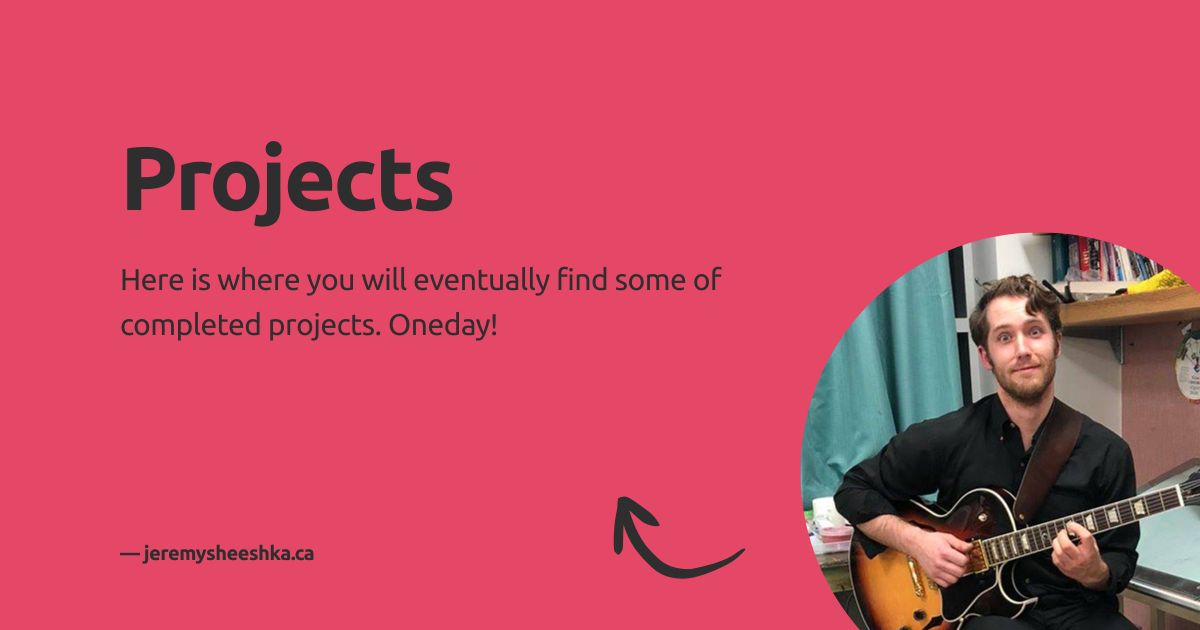 Projects
Here is where you will eventually find some of
completed projects. Oneday!
— jeremysheeshka.ca